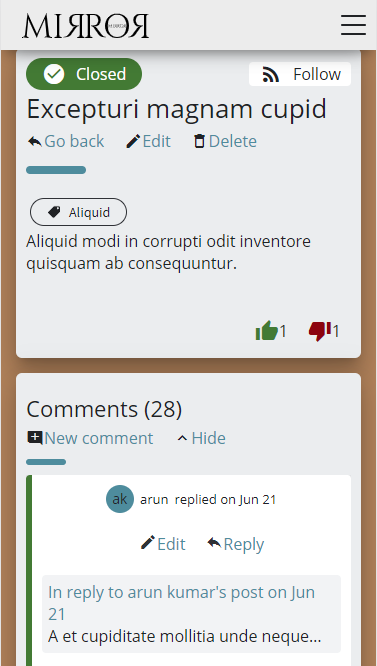 MIRROR
Closed
Follow
Excepturi magnam cupid
Go back Edit Delete
Aliquid
Aliquid modi in corrupti odit inventore
quisquam ab consequuntur.
1 1
Comments (28)
New comment Hide
ak arun replied on Jun 21
Edit Reply
In reply to arun kumar's post on Jun
21
A et cupiditate mollitia unde neque...